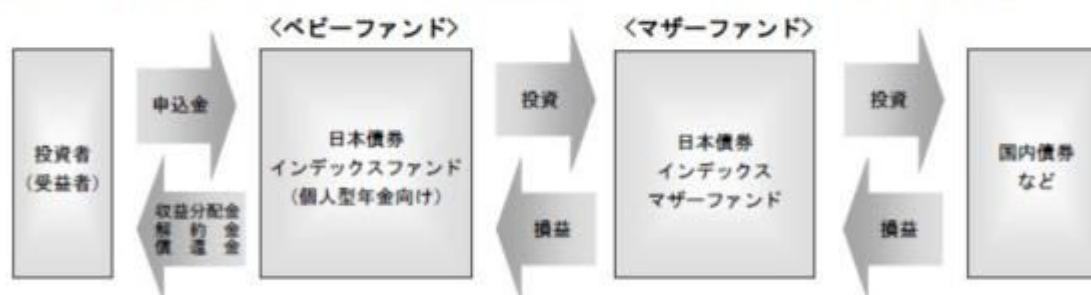 〈ベビーファンド〉
〈マザーファンド〉
投資者
(受益者)
申込金
収益分配金
解約金
償還金
日本債券
インデックスファンド
(個人型年金向け)
投資
損益
日本債券
インデックス
マザーファンド
投資
損益
国内債券
など